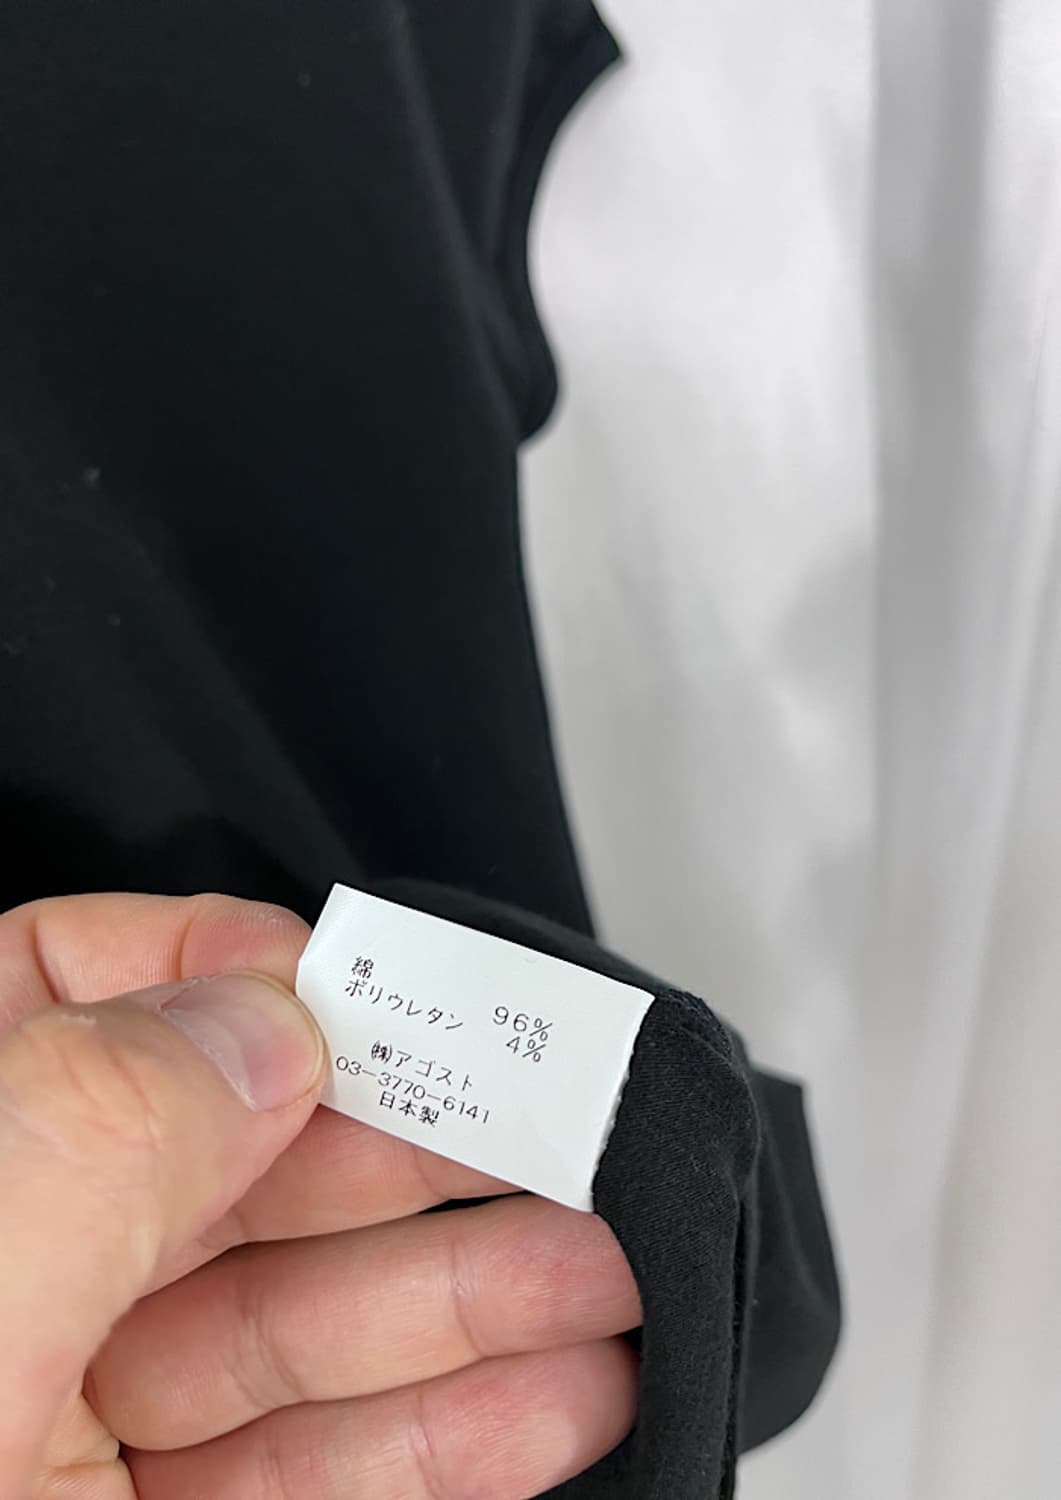 綿 96%
ポリウレタン 4%
㈱アゴスト
03-3770-6141
日本製